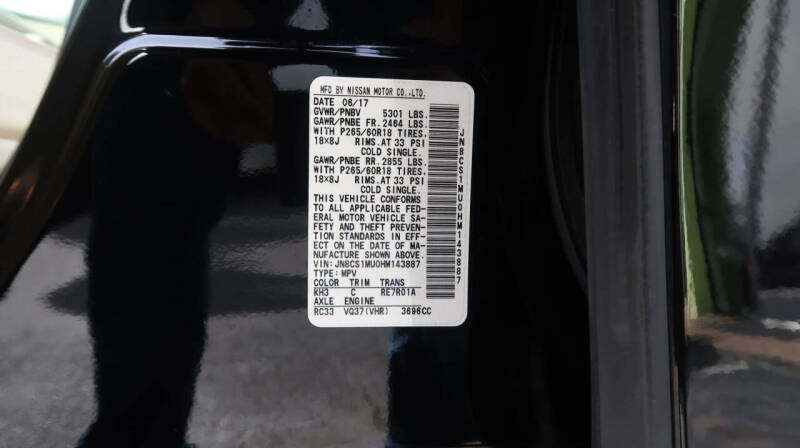 MFD BY NISSAN MOTOR CO.,LTD.
DATE 06/17
GVWR/PNBV 5301 LBS.
GAWR/PNBE FR. 2464 LBS.
WITH P265/60R18 TIRES.
18X8J RIMS. AT 33 PSI
COLD SINGLE.
GAWR/PNBE RR. 2855 LBS.
WITH P265/60R18 TIRES.
18X8J RIMS. AT 33 PSI
COLD SINGLE.
THIS VEHICLE CONFORMS
TO ALL APPLICABLE FED-
ERAL MOTOR VEHICLE SA-
FETY AND THEFT PREVEN-
TION STANDARDS IN EFF-
ECT ON THE DATE OF MA-
NUFACTURE SHOWN ABOVE.
VIN: JN8CS1MU0HM143887
TYPE: MPV
COLOR TRIM TRANS
KH3 C RE7R01A
AXLE ENGINE
RC33 VQ37(VHR) 3696CC
JN8CS1MU0HM143887